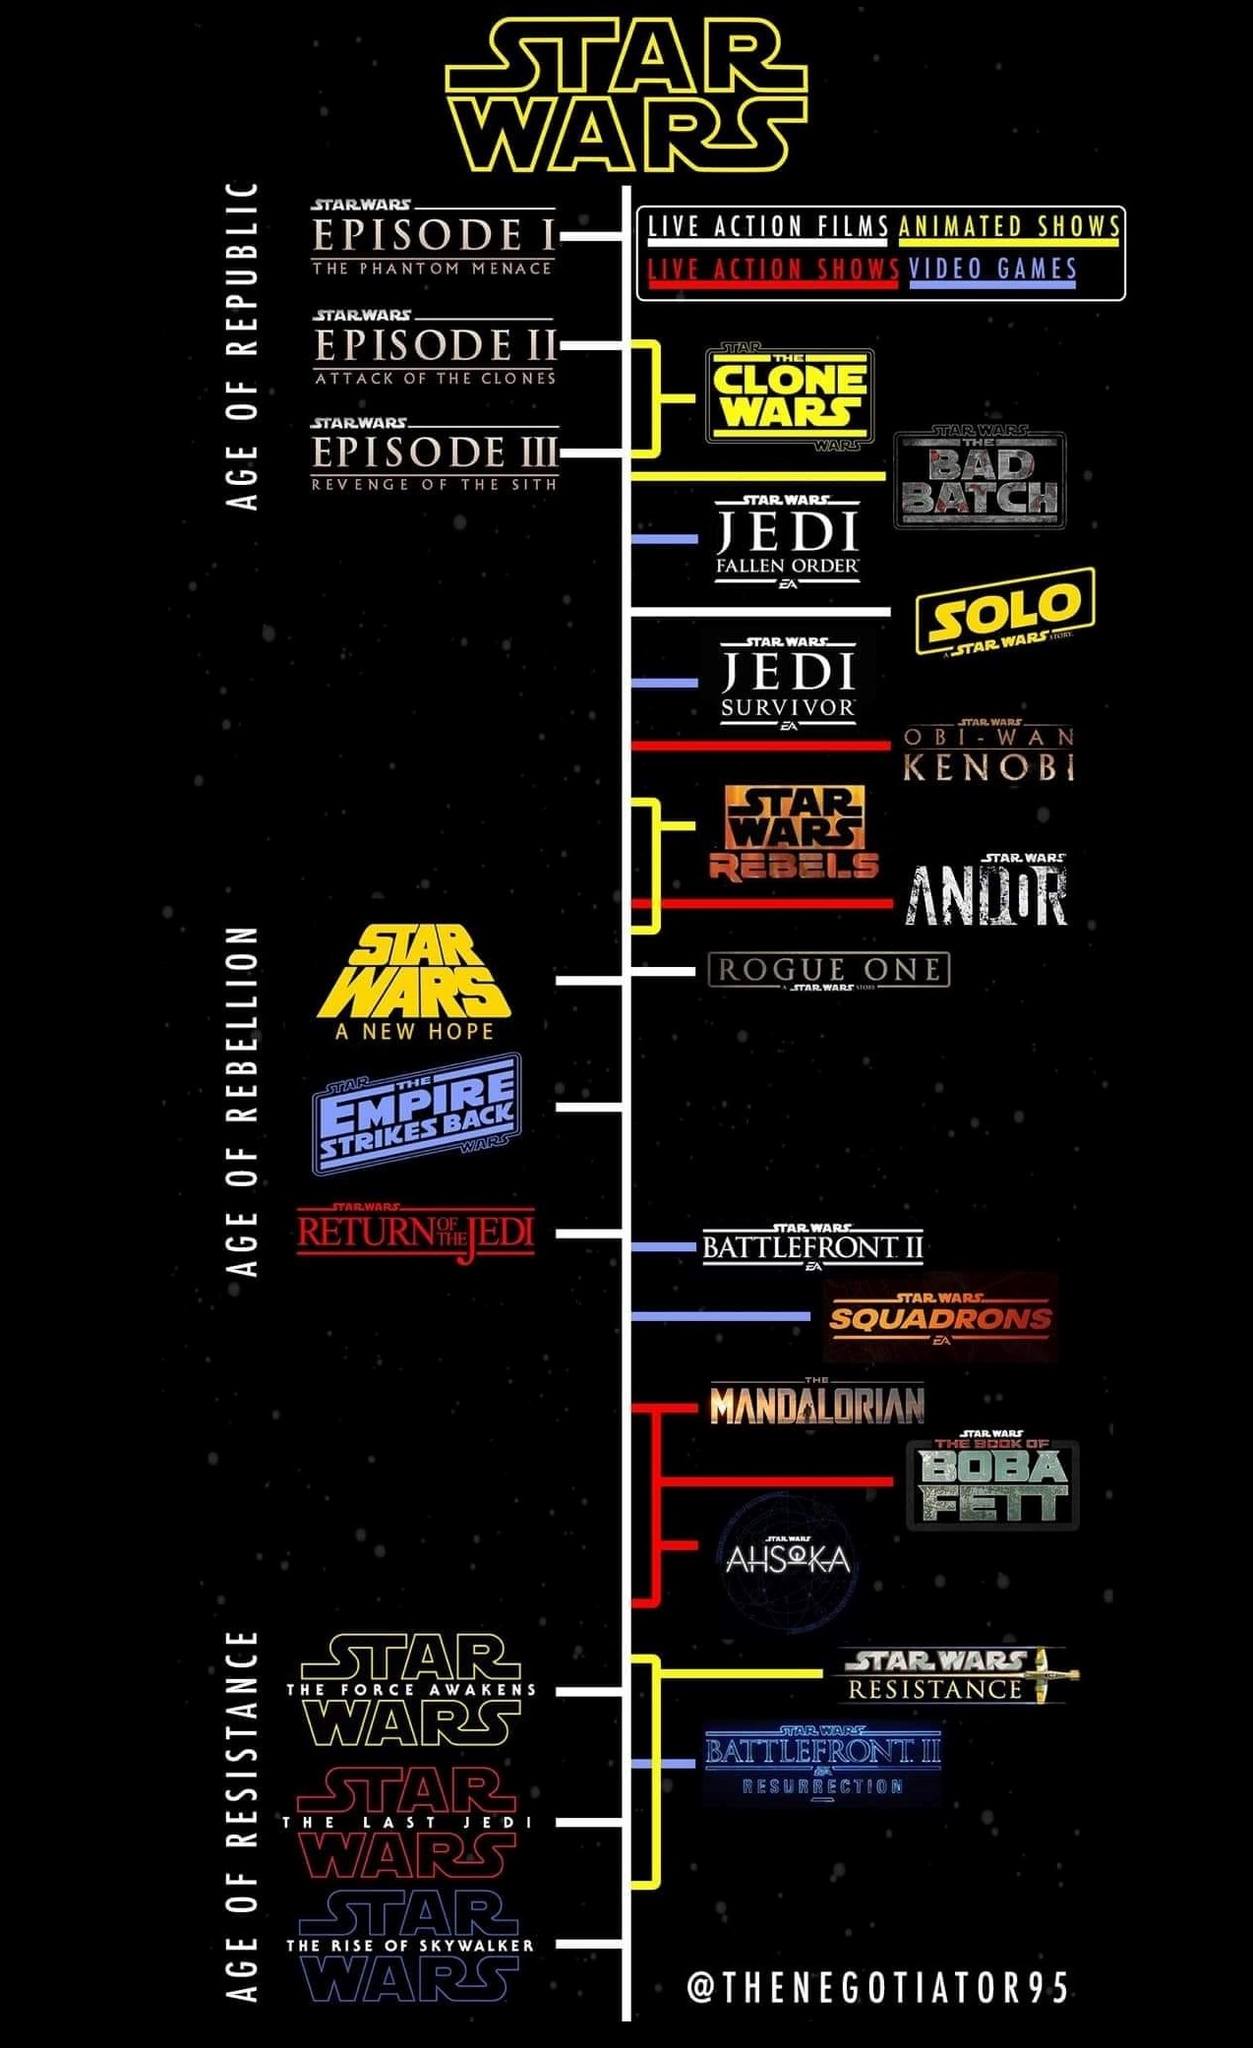 STAR
WARS
AGE OF REPUBLIC
STAR WARS
EPISODE I
THE PHANTOM MENACE
LIVE ACTION FILMS ANIMATED SHOWS
LIVE ACTION SHOWS VIDEO GAMES
STAR WARS
EPISODE II
ATTACK OF THE CLONES
STAR
THE
CLONE
WARS
WARS
STAR WARS
EPISODE III
REVENGE OF THE SITH
STAR WARS
THE
BAD
BATCH
STAR WARS
JEDI
FALLEN ORDER
EA
SOLO
A STAR WARS STORY
STAR WARS
JEDI
SURVIVOR
EA
STAR WARS
OBI-WAN
KENOBI
STAR
WARS
REBELS
STAR WARS
ANDOR
AGE OF REBELLION
STAR
WARS
A NEW HOPE
ROGUE ONE
A STAR WARS STORY
STAR
THE
EMPIRE
STRIKES BACK
WARS
STAR WARS
RETURN OF THE JEDI
STAR WARS
BATTLEFRONT II
EA
STAR WARS
SQUADRONS
EA
THE
MANDALORIAN
STAR WARS
THE BOOK OF
BOBA
FETT
STAR WARS
AHSOKA
AGE OF RESISTANCE
STAR
THE FORCE AWAKENS
WARS
STAR WARS
RESISTANCE
STAR WARS
BATTLEFRONT II
EA
RESURRECTION
STAR
THE LAST JEDI
WARS
STAR
THE RISE OF SKYWALKER
WARS
@THENEGOTIATOR95